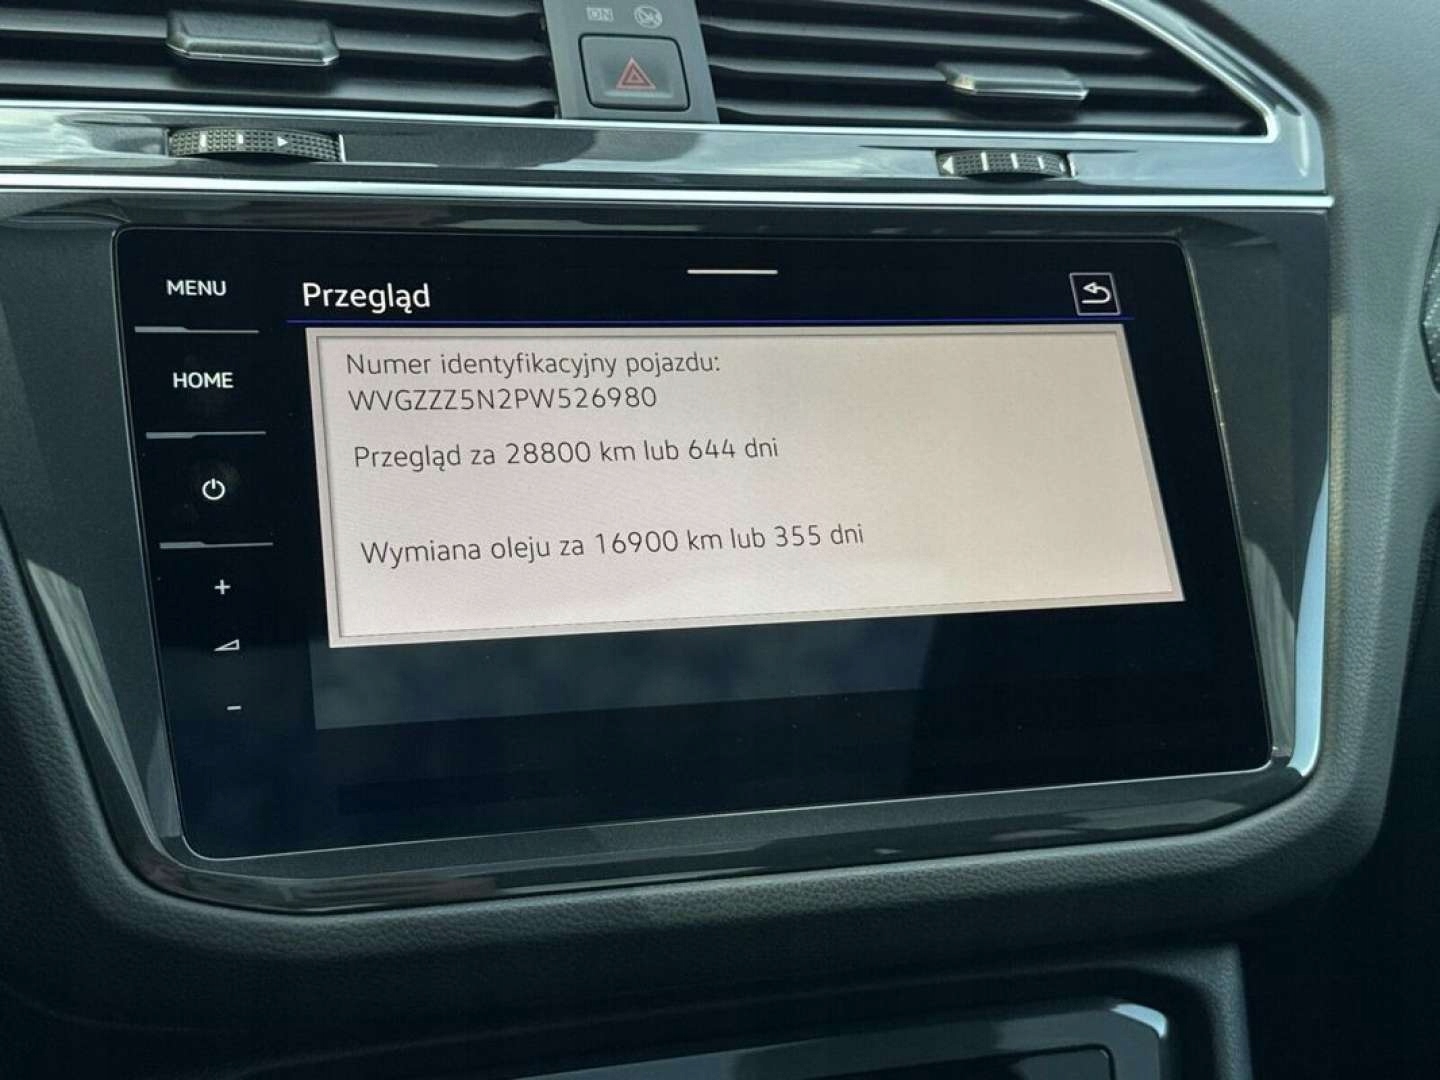 MENU
Przegląd
HOME
Numer identyfikacyjny pojazdu:
WVGZZZ5N2PW526980
Przegląd za 28800 km lub 644 dni
Wymiana oleju za 16900 km lub 355 dni
+
-